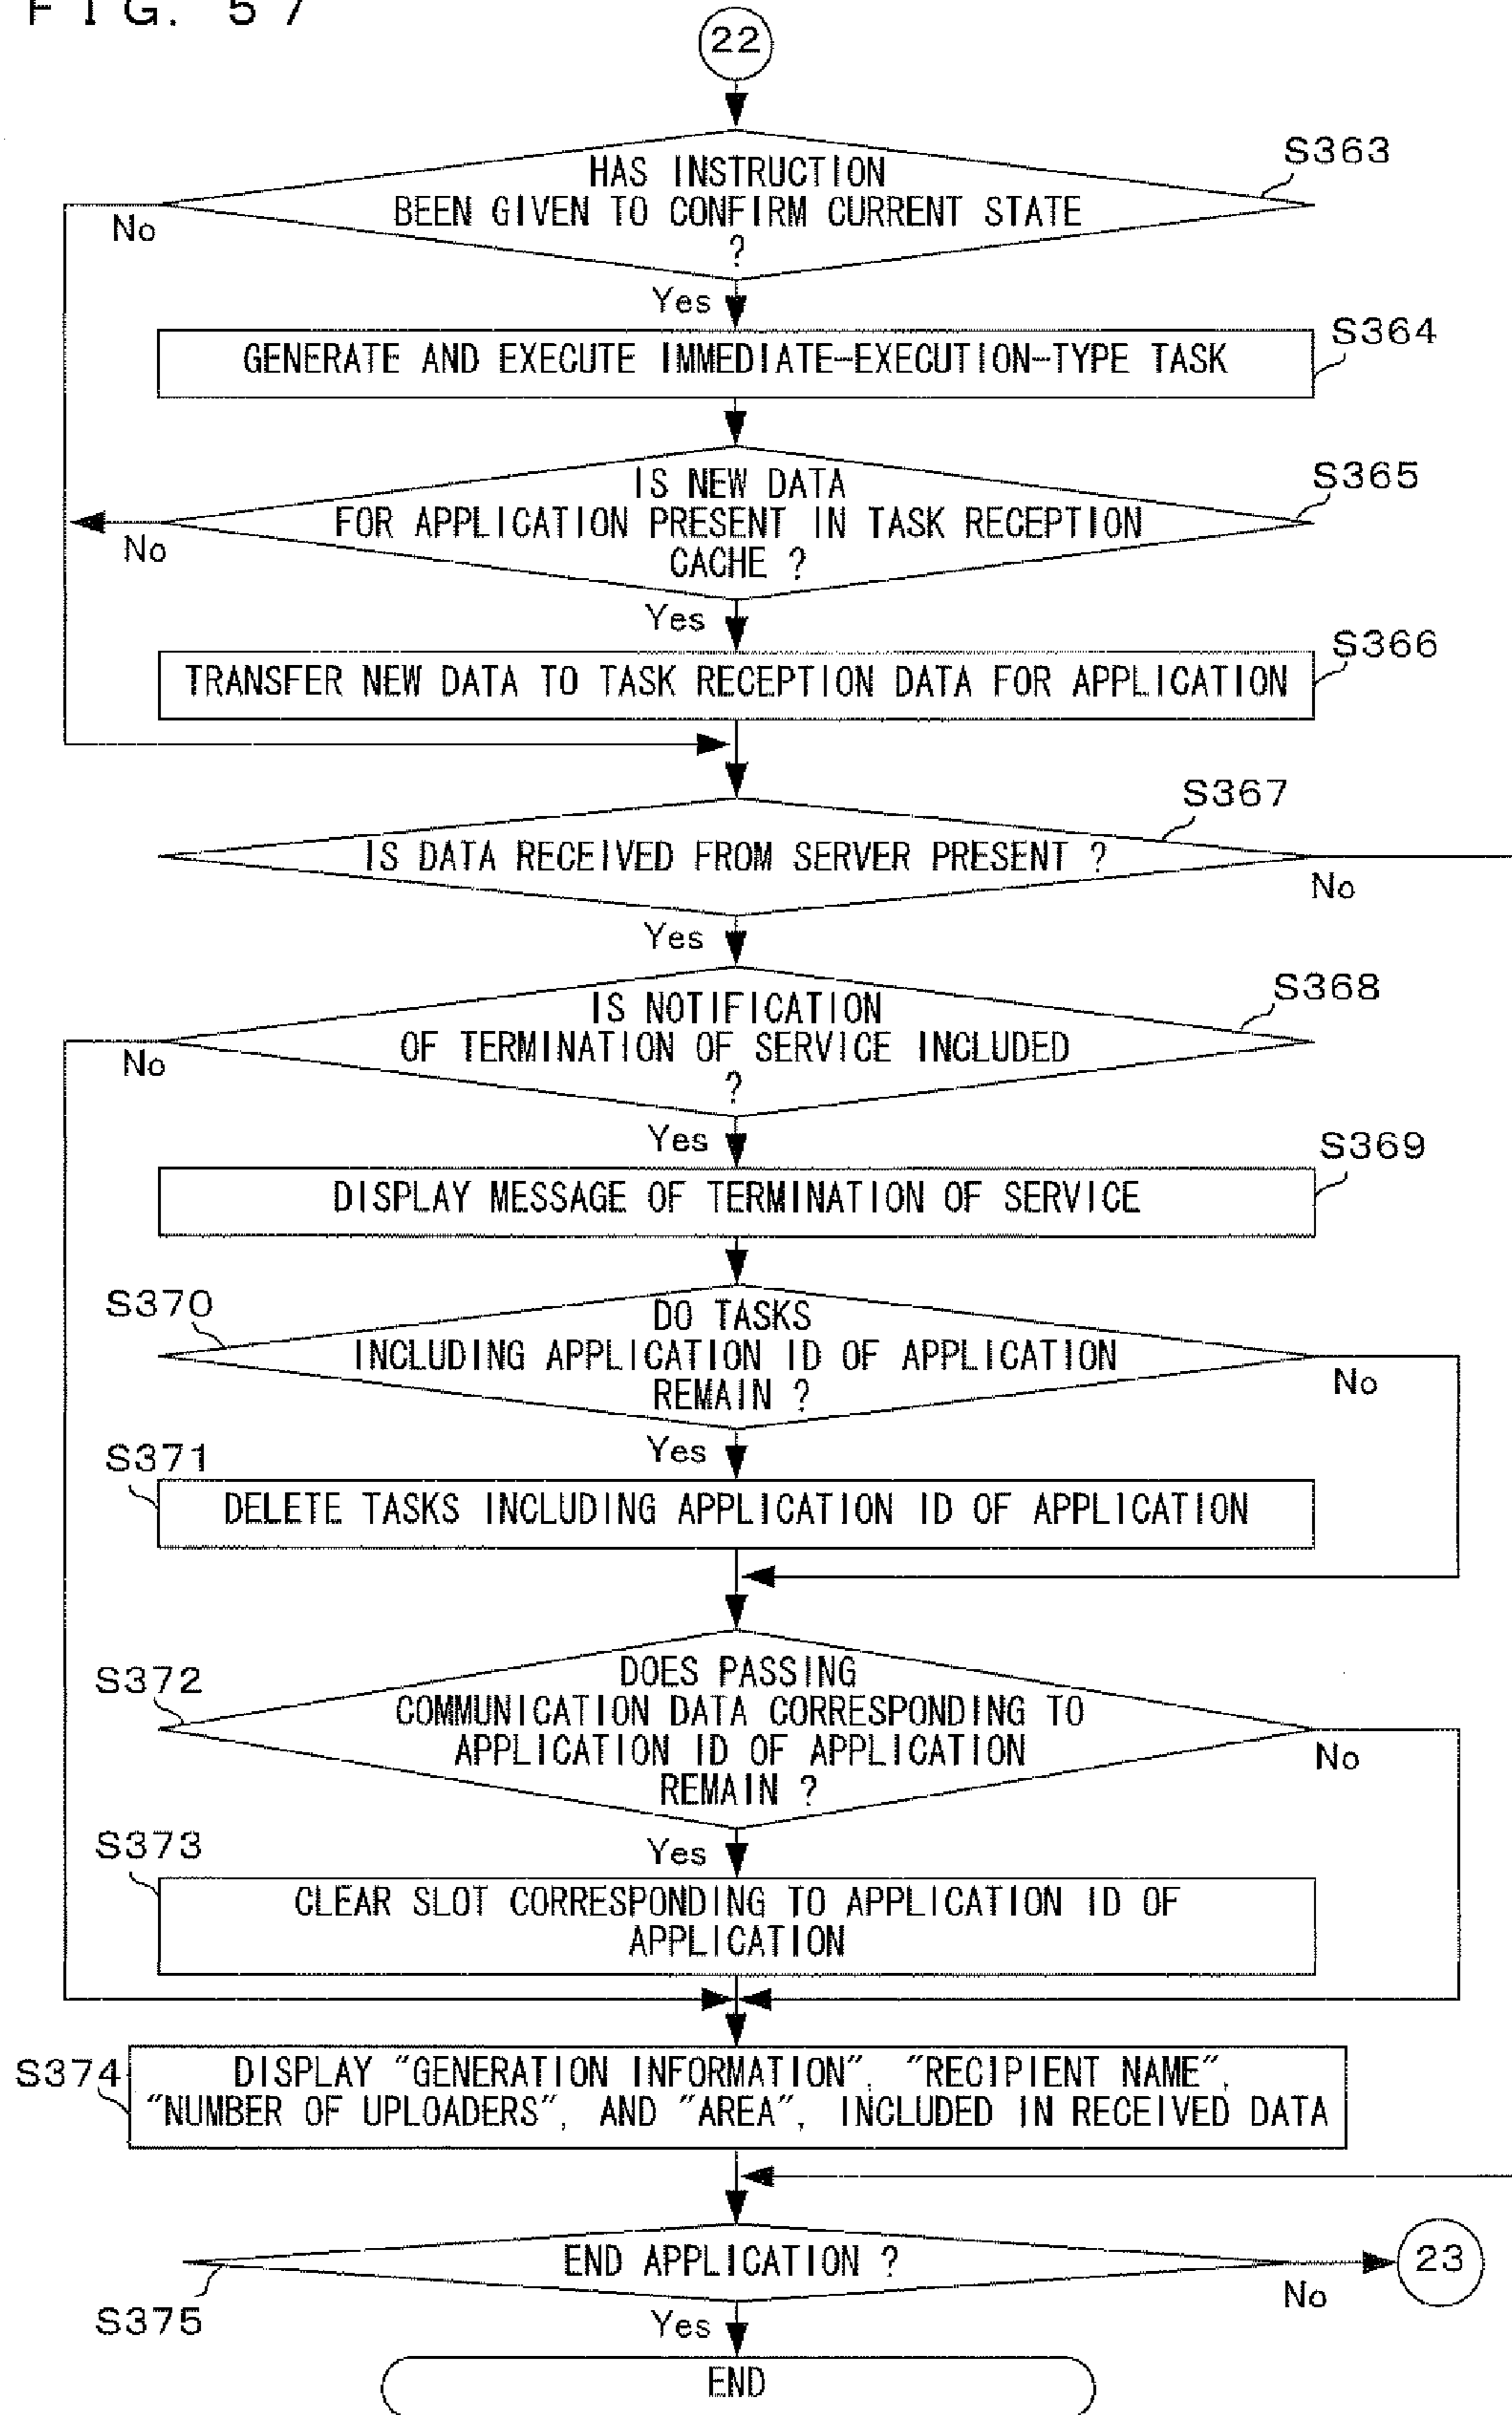 FIG. 57
22
HAS INSTRUCTION
BEEN GIVEN TO CONFIRM CURRENT STATE
?
S363
No
Yes
GENERATE AND EXECUTE IMMEDIATE-EXECUTION-TYPE TASK
S364
IS NEW DATA
FOR APPLICATION PRESENT IN TASK RECEPTION
CACHE ?
S365
No
Yes
TRANSFER NEW DATA TO TASK RECEPTION DATA FOR APPLICATION
S366
IS DATA RECEIVED FROM SERVER PRESENT ?
S367
No
Yes
IS NOTIFICATION
OF TERMINATION OF SERVICE INCLUDED
?
S368
No
Yes
DISPLAY MESSAGE OF TERMINATION OF SERVICE
S369
S370
DO TASKS
INCLUDING APPLICATION ID OF APPLICATION
REMAIN ?
No
Yes
S371
DELETE TASKS INCLUDING APPLICATION ID OF APPLICATION
S372
DOES PASSING
COMMUNICATION DATA CORRESPONDING TO
APPLICATION ID OF APPLICATION
REMAIN ?
No
Yes
S373
CLEAR SLOT CORRESPONDING TO APPLICATION ID OF
APPLICATION
S374
DISPLAY "GENERATION INFORMATION", "RECIPIENT NAME",
"NUMBER OF UPLOADERS", AND "AREA", INCLUDED IN RECEIVED DATA
END APPLICATION ?
S375
No
23
Yes
END